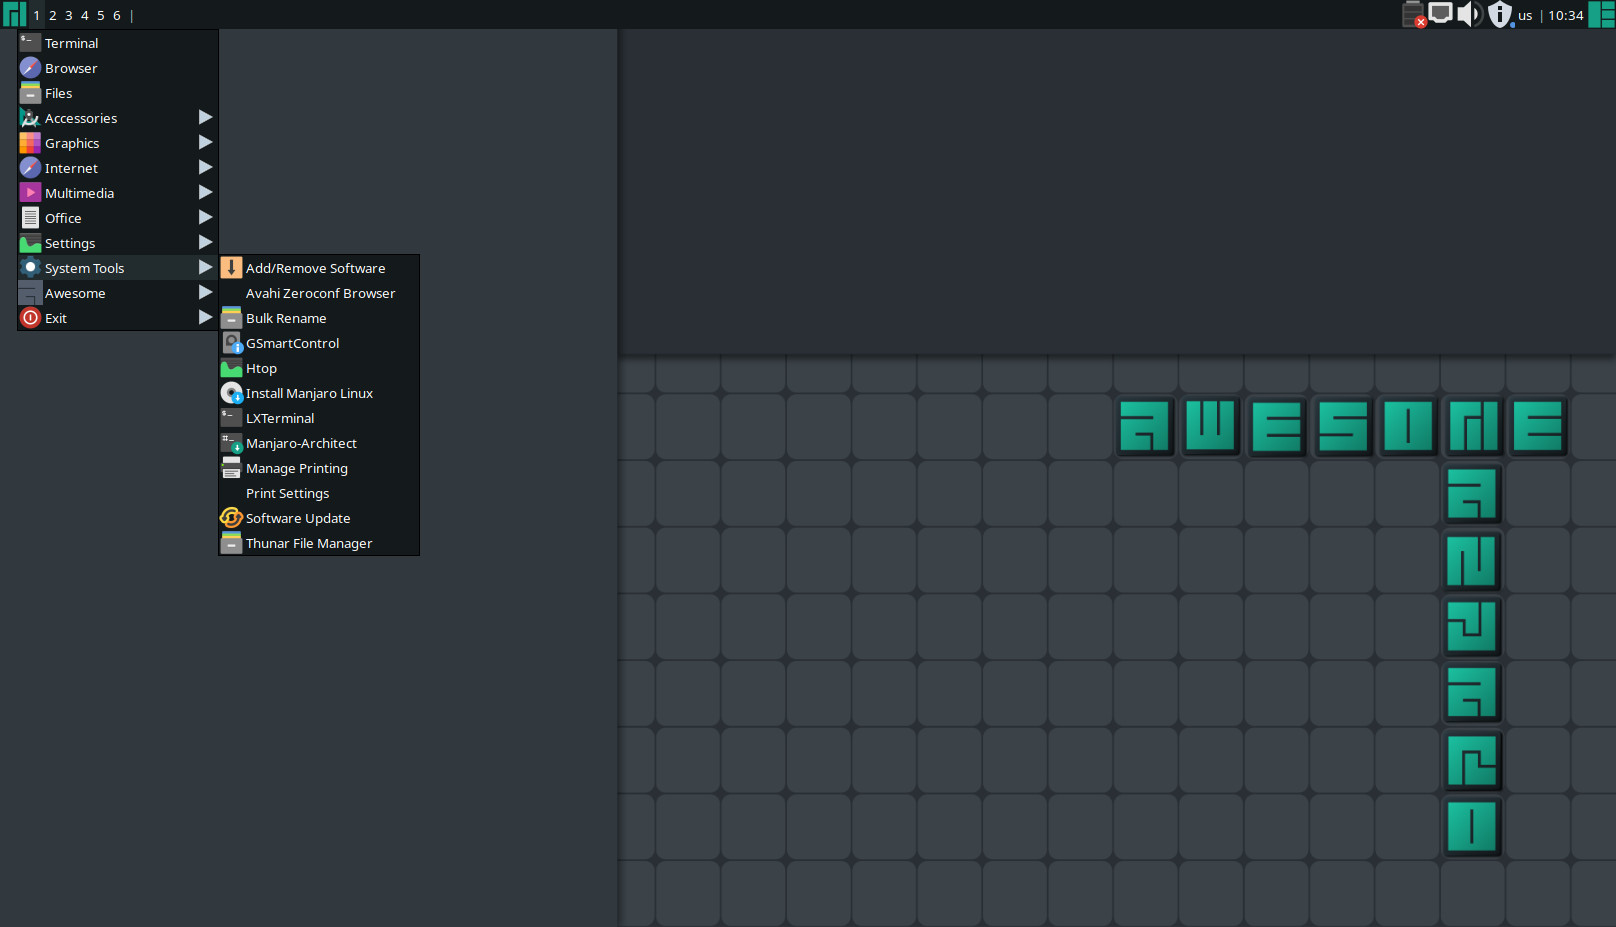 1 2 3 4 5 6 |
us | 10:34
Terminal
Browser
Files
Accessories
Graphics
Internet
Multimedia
Office
Settings
System Tools
Awesome
Exit
Add/Remove Software
Avahi Zeroconf Browser
Bulk Rename
GSmartControl
Htop
Install Manjaro Linux
LXTerminal
Manjaro-Architect
Manage Printing
Print Settings
Software Update
Thunar File Manager
AWESOME
MANJARO